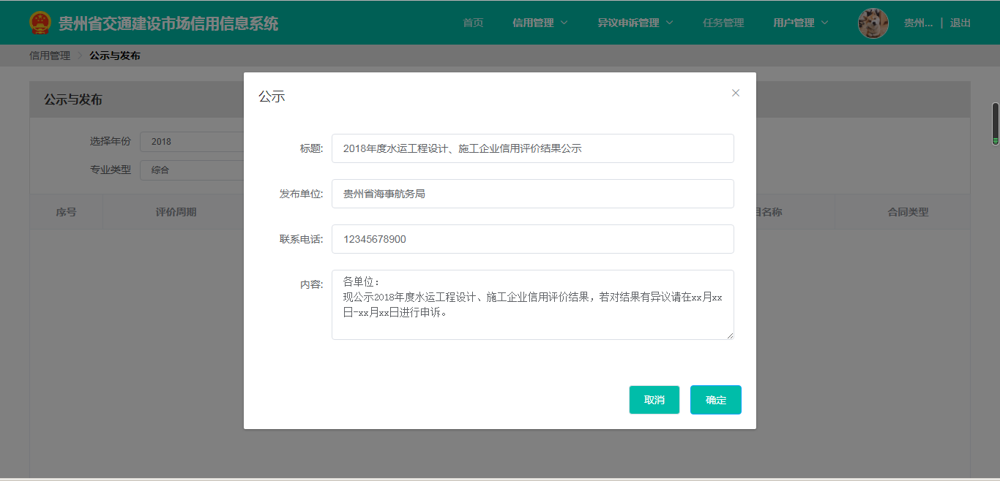 贵州省交通建设市场信用信息系统
首页 信用管理 异议申诉管理 任务管理 用户管理 贵州... | 退出
信用管理 公示与发布
公示与发布
选择年份 2018
专业类型 综合
序号 评价周期 目名称 合同类型
公示
标题: 2018年度水运工程设计、施工企业信用评价结果公示
发布单位: 贵州省海事航务局
联系电话: 12345678900
内容: 各单位：
现公示2018年度水运工程设计、施工企业信用评价结果，若对结果有异议请在xx月xx
日-xx月xx日进行申诉。
取消 确定